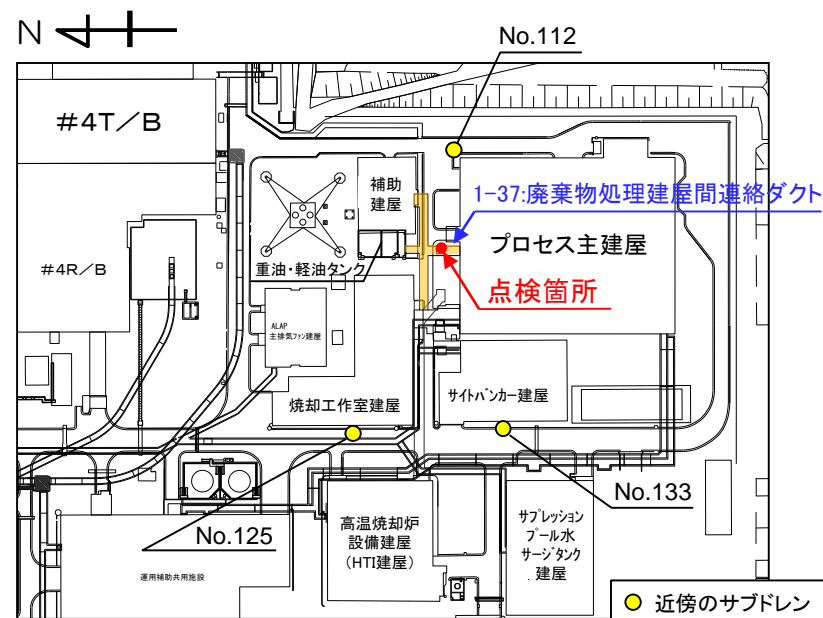 N
No.112
#4T/B
補助
建屋
1-37:廃棄物処理建屋間連絡ダクト
プロセス主建屋
#4R/B
重油・軽油タンク
点検箇所
ALAP
主排気ファン建屋
焼却工作室建屋
サイトバンカー建屋
No.133
No.125
高温焼却炉
設備建屋
(HTI建屋)
サプレッション
プール水
サージタンク
建屋
運用補助共用施設
近傍のサブドレン